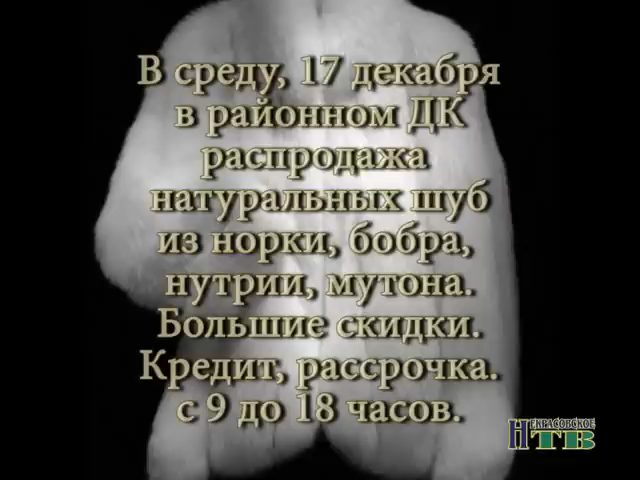 В среду, 17 декабря
в районном ДК
распродажа
натуральных шуб
из норки, бобра,
нутрии, мутона.
Большие скидки.
Кредит, рассрочка.
с 9 до 18 часов.
НЕКРАСОВСКОЕ
НТВ